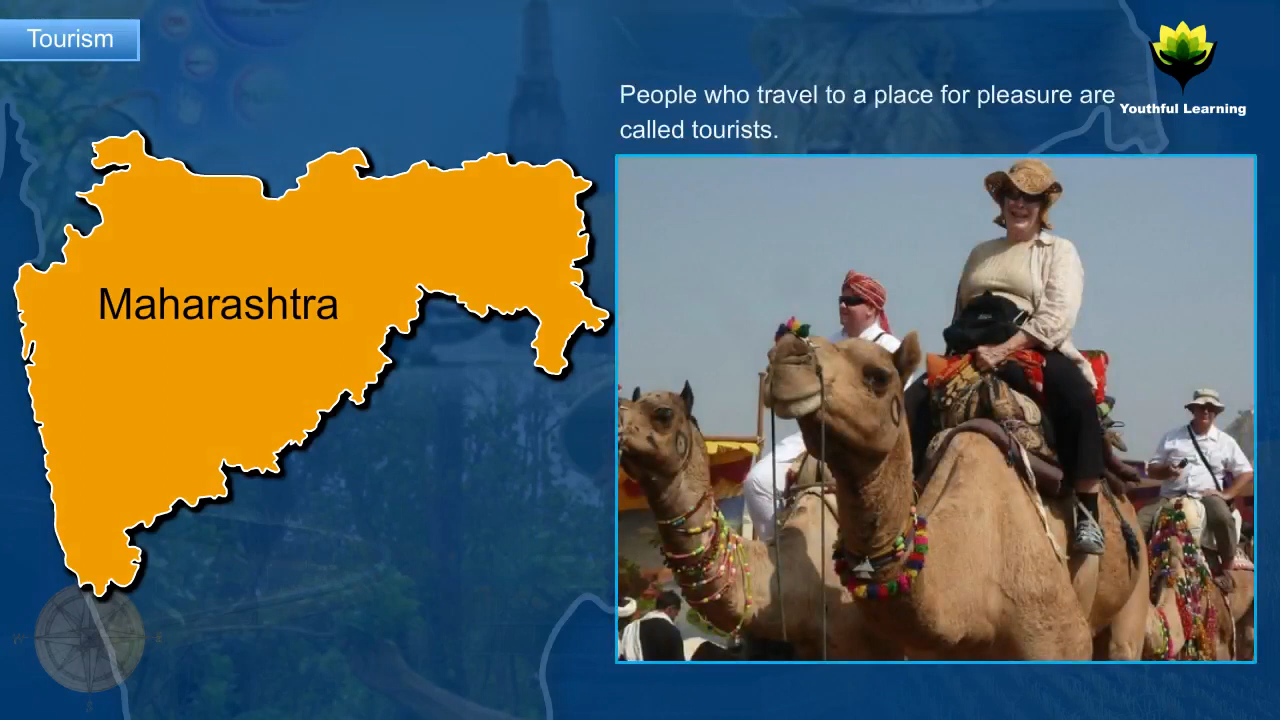 Tourism
People who travel to a place for pleasure are
called tourists.
Youthful Learning
Maharashtra